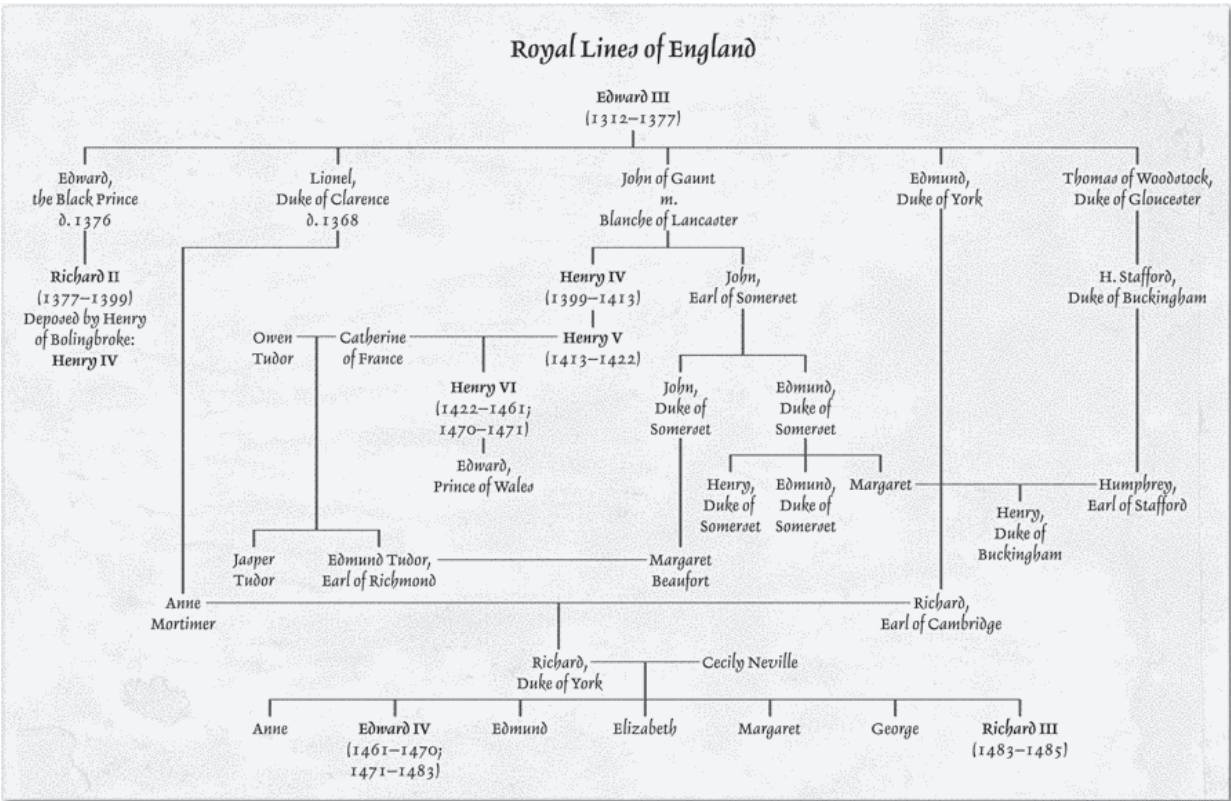 Royal Lines of England
Edward III
(1312–1377)
Edward,
the Black Prince
d. 1376
Lionel,
Duke of Clarence
d. 1368
John of Gaunt
m.
Blanche of Lancaster
Edmund,
Duke of York
Thomas of Woodstock,
Duke of Gloucester
Richard II
(1377–1399)
Deposed by Henry
of Bolingbroke:
Henry IV
Henry IV
(1399–1413)
John,
Earl of Somerset
H. Stafford,
Duke of Buckingham
Owen
Tudor
Catherine
of France
Henry V
(1413–1422)
Henry VI
(1422–1461;
1470–1471)
John,
Duke of
Somerset
Edmund,
Duke of
Somerset
Edward,
Prince of Wales
Henry,
Duke of
Somerset
Edmund,
Duke of
Somerset
Margaret
Humphrey,
Earl of Stafford
Henry,
Duke of
Buckingham
Jasper
Tudor
Edmund Tudor,
Earl of Richmond
Margaret
Beaufort
Anne
Mortimer
Richard,
Earl of Cambridge
Richard,
Duke of York
Cecily Neville
Anne
Edward IV
(1461–1470;
1471–1483)
Edmund
Elizabeth
Margaret
George
Richard III
(1483–1485)